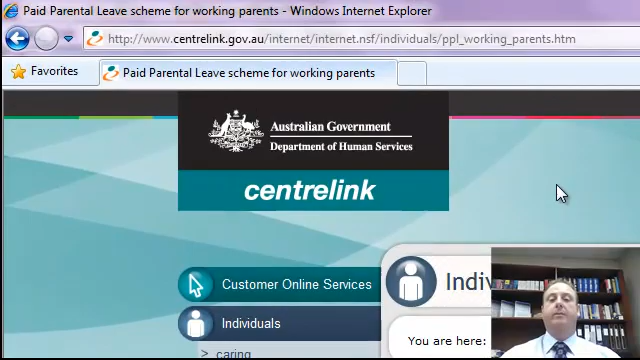 Paid Parental Leave scheme for working parents - Windows Internet Explorer
http://www.centrelink.gov.au/internet/internet.nsf/individuals/ppl_working_parents.htm
Favorites
Paid Parental Leave scheme for working parents
Australian Government
Department of Human Services
centrelink
Customer Online Services
Individuals
> caring
Indiv
You are here: